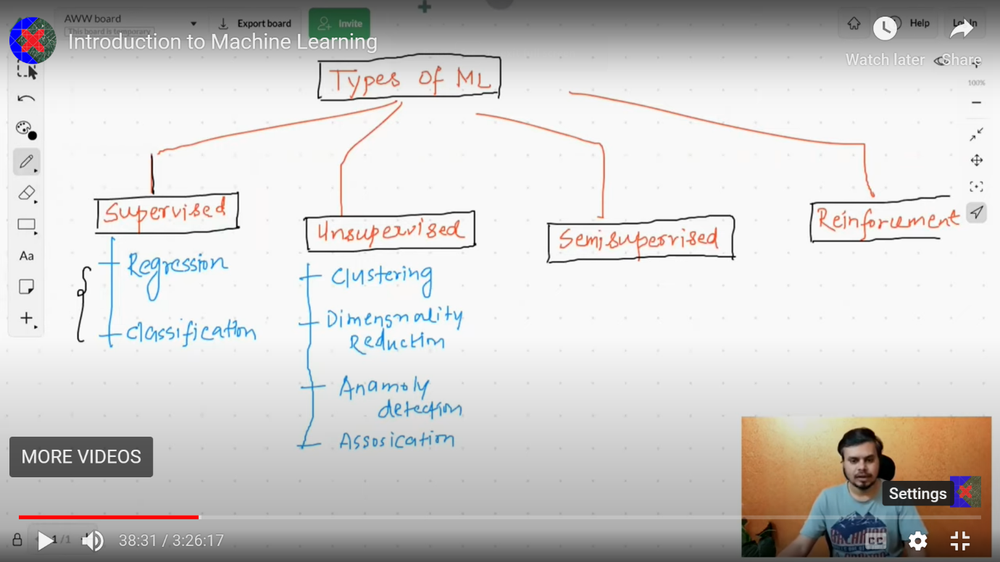 AWW board
This board is temporary
Export board
Invite
Help
Introduction to Machine Learning
Watch later
Share
100%
Types of ML
Supervised
Unsupervised
Semisupervised
Reinforcement
Regression
Classification
Clustering
Dimensnality
Reduction
Anamoly
detection
Assosication
Aa
MORE VIDEOS
Settings
1 / 1
38:31 / 3:26:17
CC